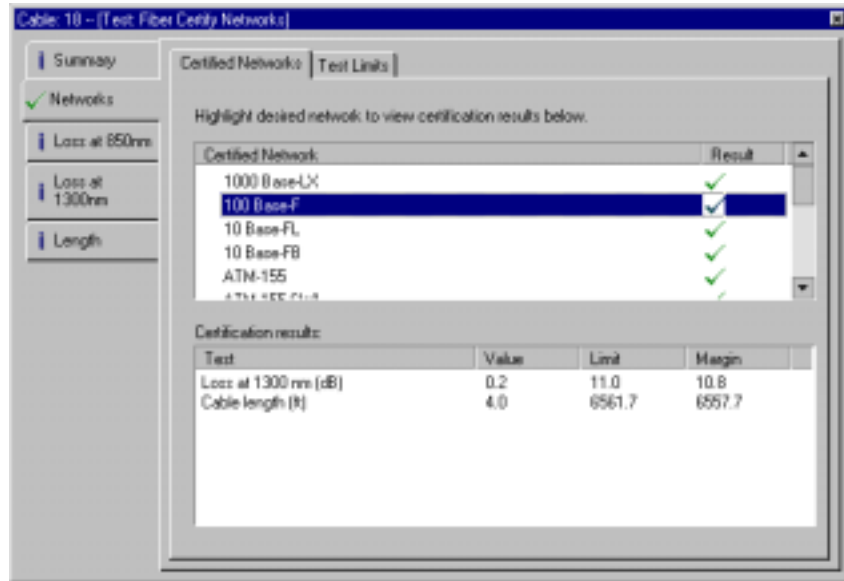 Cable: 18 -- [Test: Fiber Certify Networks]
Summary
Networks
Loss at 850nm
Loss at
1300nm
Length
Certified Networks
Test Limits
Highlight desired network to view certification results below.
Certified Network Result
1000 Base-LX
100 Base-F
10 Base-FL
10 Base-FB
ATM-155
Certification results:
Test Value Limit Margin
Loss at 1300 nm (dB) 0.2 11.0 10.8
Cable length (ft) 4.0 6561.7 6557.7